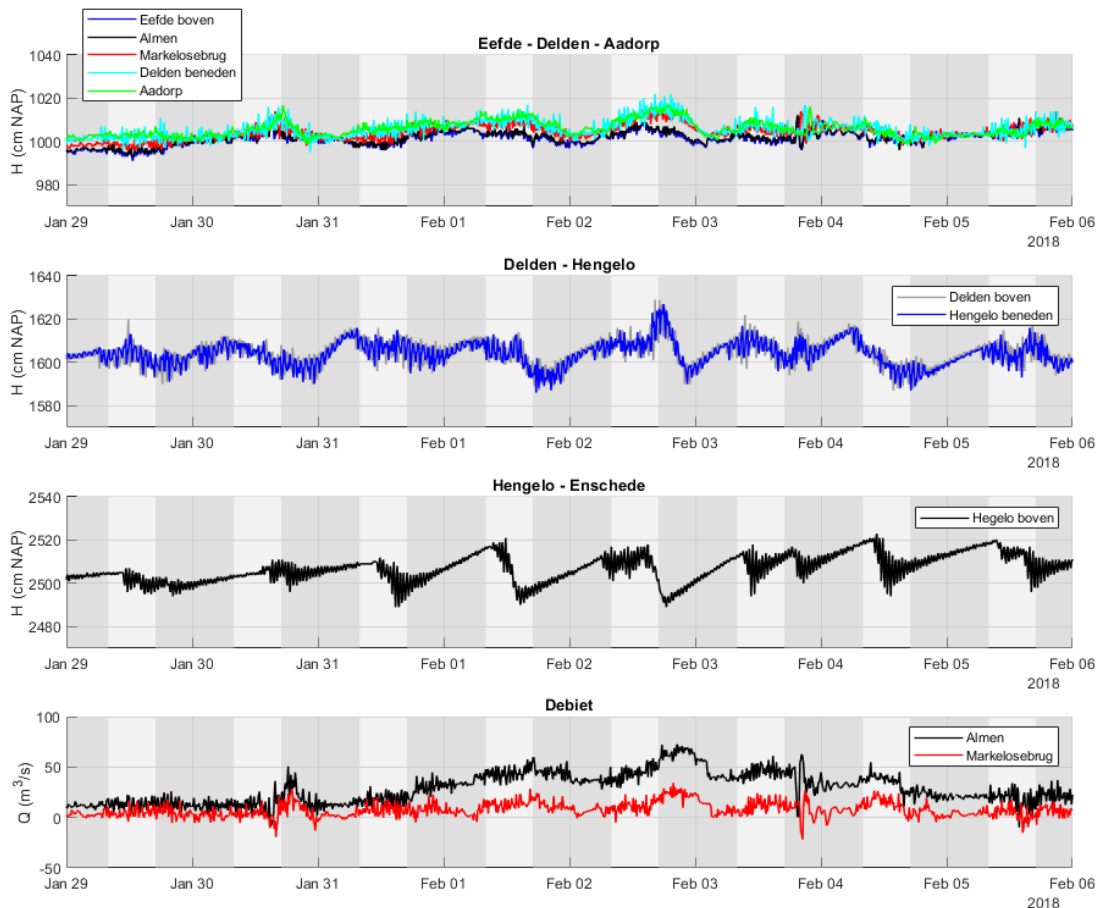 Eefde boven
Almen
Markelosebrug
Delden beneden
Aadorp
Eefde - Delden - Aadorp
H (cm NAP)
1040
1020
1000
980
Jan 29 Jan 30 Jan 31 Feb 01 Feb 02 Feb 03 Feb 04 Feb 05 Feb 06
2018
Delden - Hengelo
Delden boven
Hengelo beneden
H (cm NAP)
1640
1620
1600
1580
Jan 29 Jan 30 Jan 31 Feb 01 Feb 02 Feb 03 Feb 04 Feb 05 Feb 06
2018
Hengelo - Enschede
Hegelo boven
H (cm NAP)
2540
2520
2500
2480
Jan 29 Jan 30 Jan 31 Feb 01 Feb 02 Feb 03 Feb 04 Feb 05 Feb 06
2018
Debiet
Almen
Markelosebrug
Q (m³/s)
100
50
0
-50
Jan 29 Jan 30 Jan 31 Feb 01 Feb 02 Feb 03 Feb 04 Feb 05 Feb 06
2018